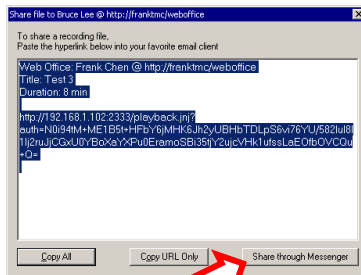 Share file to Bruce Lee @ http://franktmc/weboffice
To share a recording file,
Paste the hyperlink below into your favorite email client
Web Office: Frank Chen @ http://franktmc/weboffice
Title: Test 3
Duration: 8 min
http://192.168.1.102:2333/playback.jnj?
Copy All
Copy URL Only
Share through Messenger